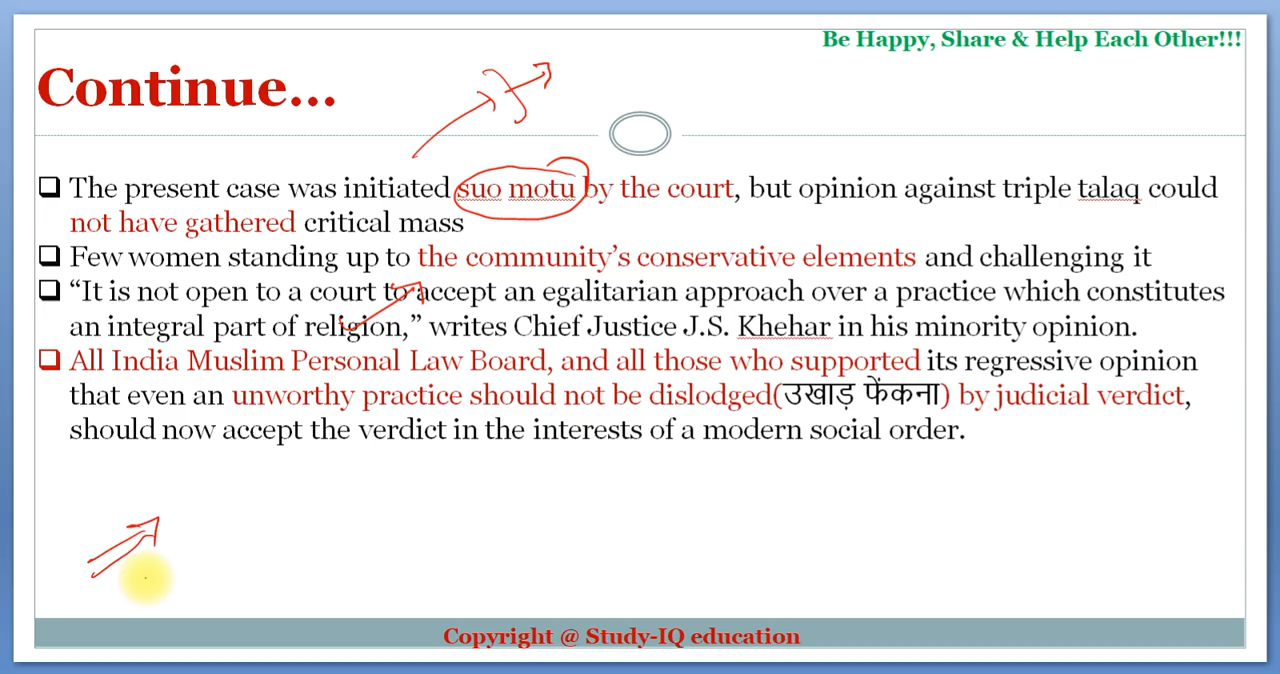 Be Happy, Share & Help Each Other!!!
Continue...
The present case was initiated suo motu by the court, but opinion against triple talaq could
not have gathered critical mass
Few women standing up to the community's conservative elements and challenging it
“It is not open to a court to accept an egalitarian approach over a practice which constitutes
an integral part of religion,” writes Chief Justice J.S. Khehar in his minority opinion.
All India Muslim Personal Law Board, and all those who supported its regressive opinion
that even an unworthy practice should not be dislodged(उखाड़ फेंकना) by judicial verdict,
should now accept the verdict in the interests of a modern social order.
Copyright @ Study-IQ education